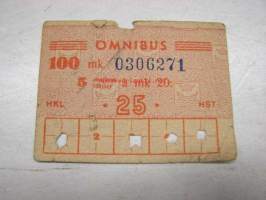 OMNIBUS
100 mk. 0306271
5 à mk 20.
HKL · 25 · HST
2